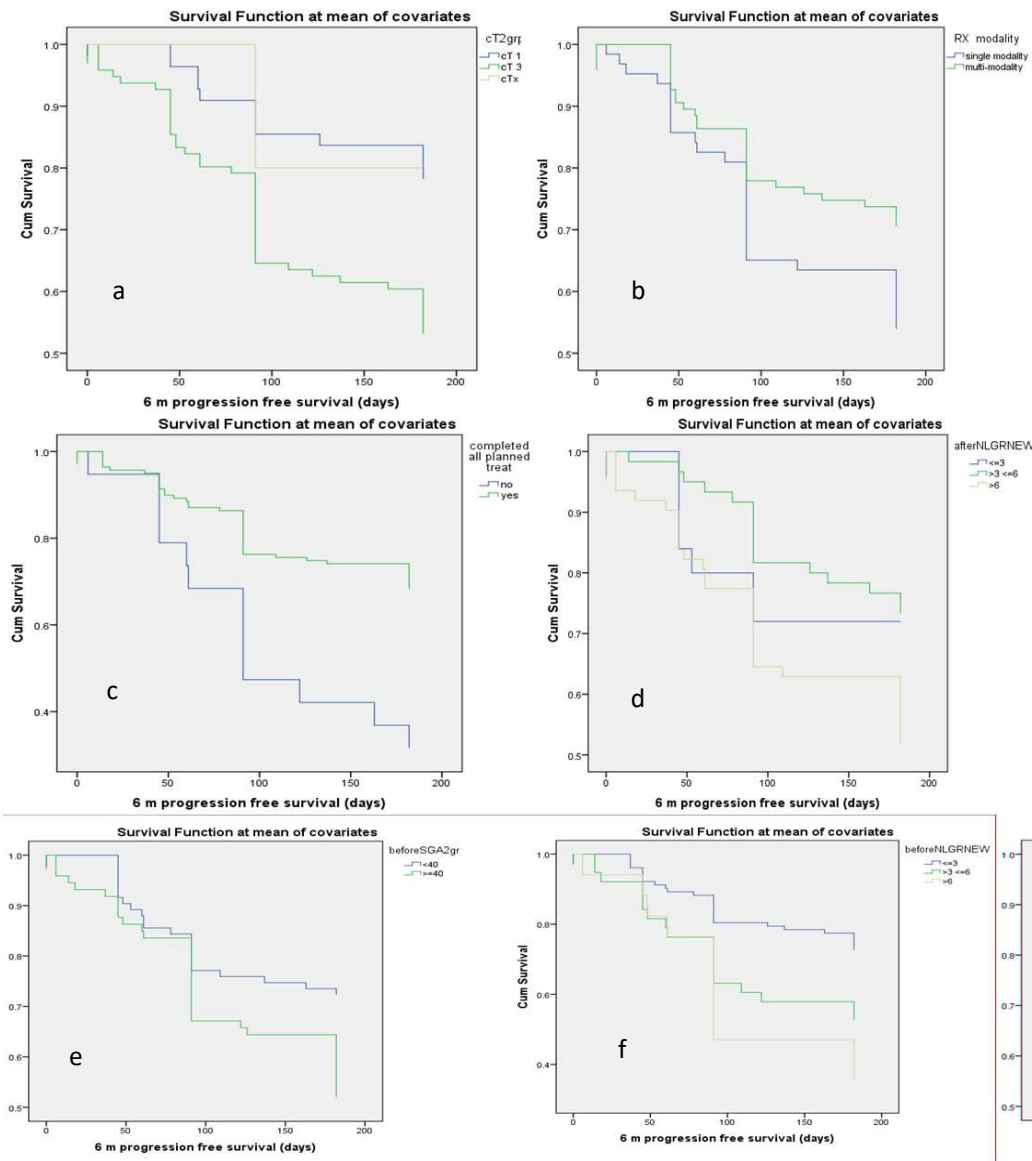 Survival Function at mean of covariates
cT2grp
cT 1
cT 3
cTx
1.0
0.9
0.8
0.7
0.6
0.5
Cum Survival
a
0 50 100 150 200
6 m progression free survival (days)
Survival Function at mean of covariates
RX modality
single modality
multi-modality
1.0
0.9
0.8
0.7
0.6
0.5
Cum Survival
b
0 50 100 150 200
6 m progression free survival (days)
Survival Function at mean of covariates
completed
all planned
treat
no
yes
1.0
0.8
0.6
0.4
Cum Survival
c
0 50 100 150 200
6 m progression free survival (days)
Survival Function at mean of covariates
afterNLGRNEW
<=3
>3 <=6
>6
1.0
0.9
0.8
0.7
0.6
0.5
Cum Survival
d
0 50 100 150 200
6 m progression free survival (days)
Survival Function at mean of covariates
beforeSGA2gr
<40
>=40
1.0
0.9
0.8
0.7
0.6
0.5
Cum Survival
e
0 50 100 150 200
6 m progression free survival (days)
Survival Function at mean of covariates
beforeNLGRNEW
<=3
>3 <=6
>6
1.0
0.8
0.6
0.4
Cum Survival
f
0 50 100 150 200
6 m progression free survival (days)
1.0
0.9
0.8
0.7
0.6
0.5